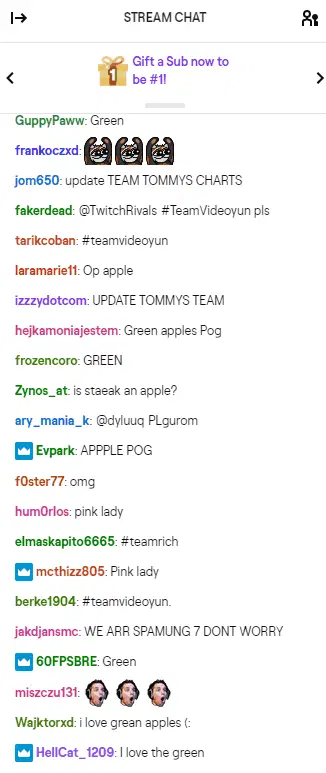 STREAM CHAT
Gift a Sub now to
be #1!
1
GuppyPaww: Green
frankoczxd:
jom650: update TEAM TOMMYS CHARTS
fakerdead: @TwitchRivals #TeamVideoyun pls
tarikcoban: #teamvideoyun
laramarie11: Op apple
izzzydotcom: UPDATE TOMMYS TEAM
hejkamoniajestem: Green apples Pog
frozencoro: GREEN
Zynos_at: is staeak an apple?
ary_mania_k: @dyluuq PLgurom
Evpark: APPPLE POG
f0ster77: omg
hum0rlos: pink lady
elmaskapito6665: #teamrich
mcthizz805: Pink lady
berke1904: #teamvideoyun.
jakdjansmc: WE ARR SPAMUNG 7 DONT WORRY
60FPSBRE: Green
miszczu131:
Wajktorxd: i love grean apples (:
HellCat_1209: I love the green